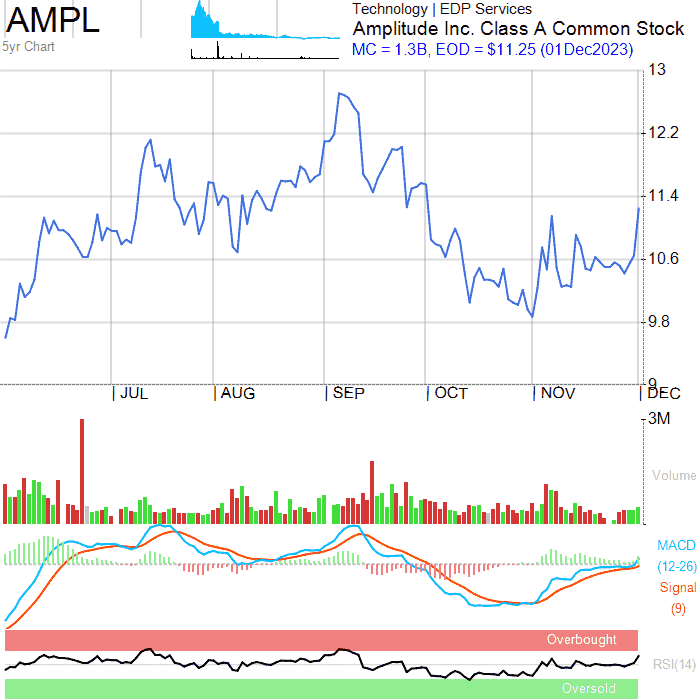 AMPL
5yr Chart
Technology | EDP Services
Amplitude Inc. Class A Common Stock
MC = 1.3B, EOD = $11.25 (01Dec2023)
13
12.2
11.4
10.6
9.8
9
| JUL | AUG | SEP | OCT | NOV | DEC
3M
Volume
MACD
(12-26)
Signal
(9)
Overbought
RSI(14)
Oversold